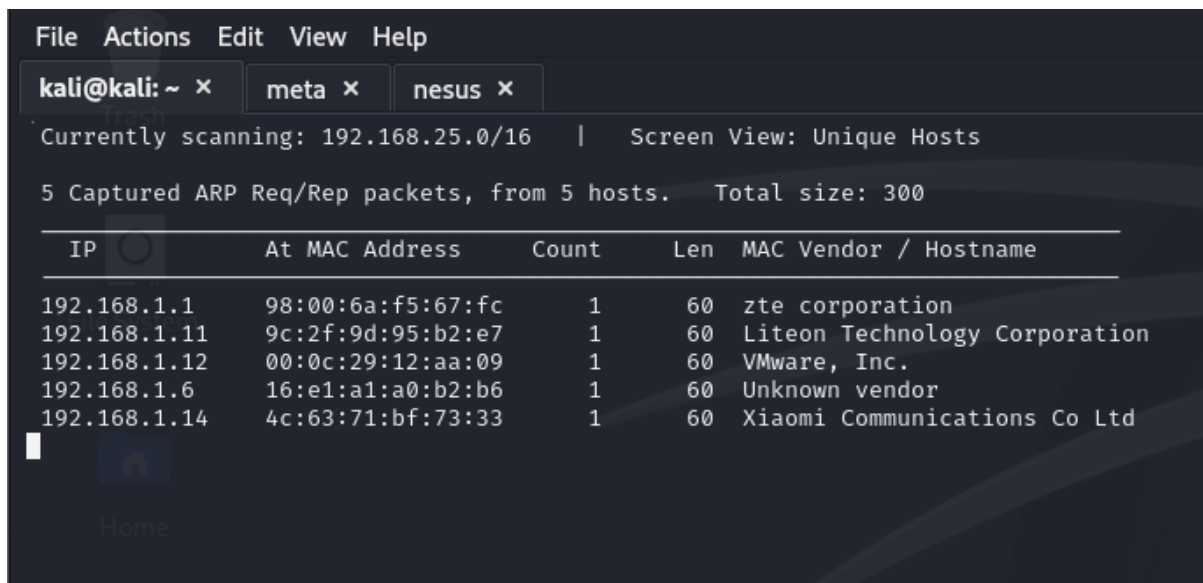 File Actions Edit View Help
kali@kali: ~ × meta × nesus ×
Trash
Currently scanning: 192.168.25.0/16 | Screen View: Unique Hosts
5 Captured ARP Req/Rep packets, from 5 hosts. Total size: 300
IP At MAC Address Count Len MAC Vendor / Hostname
192.168.1.1 98:00:6a:f5:67:fc 1 60 zte corporation
192.168.1.11 9c:2f:9d:95:b2:e7 1 60 Liteon Technology Corporation
192.168.1.12 00:0c:29:12:aa:09 1 60 VMware, Inc.
192.168.1.6 16:e1:a1:a0:b2:b6 1 60 Unknown vendor
192.168.1.14 4c:63:71:bf:73:33 1 60 Xiaomi Communications Co Ltd
Home